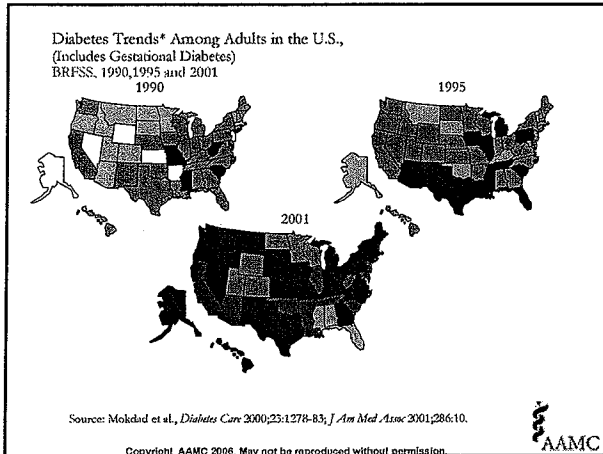 Diabetes Trends* Among Adults in the U.S.,
(Includes Gestational Diabetes)
BRFSS, 1990,1995 and 2001
1990
1995
2001
Source: Mokdad et al., Diabetes Care 2000;23:1278-83; J Am Med Assoc 2001;286:10.
Copyright AAMC 2006. May not be reproduced without permission.
AAMC